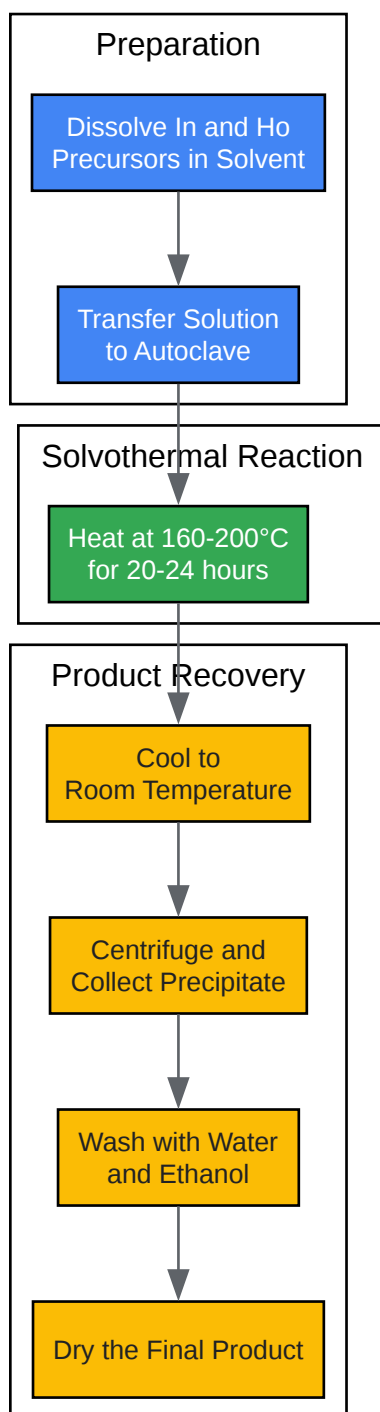 Preparation
Dissolve In and Ho
Precursors in Solvent
Transfer Solution
to Autoclave
Solvothermal Reaction
Heat at 160-200°C
for 20-24 hours
Product Recovery
Cool to
Room Temperature
Centrifuge and
Collect Precipitate
Wash with Water
and Ethanol
Dry the Final Product